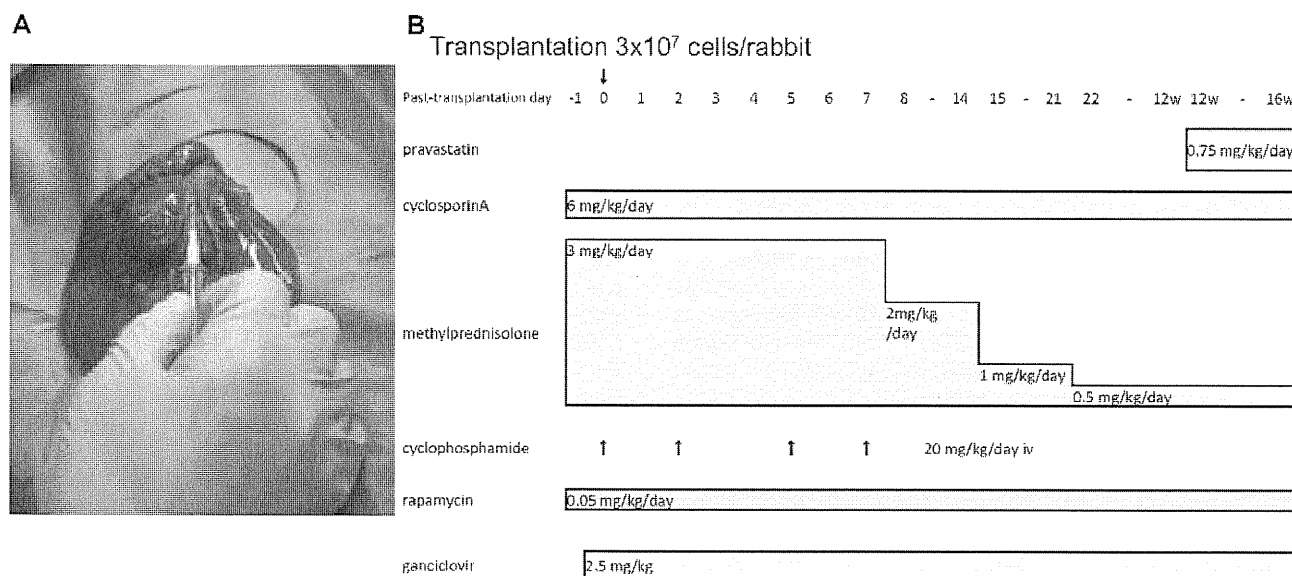 A
B
Transplantation 3x10⁷ cells/rabbit
↓
Past-transplantation day -1 0 1 2 3 4 5 6 7 8 - 14 15 - 21 22 - 12w 12w - 16w
pravastatin 0.75 mg/kg/day
cyclosporinA 6 mg/kg/day
3 mg/kg/day
methylprednisolone 2mg/kg
/day
1 mg/kg/day
0.5 mg/kg/day
cyclophosphamide ↑ ↑ ↑ ↑ 20 mg/kg/day iv
rapamycin 0.05 mg/kg/day
ganciclovir 2.5 mg/kg